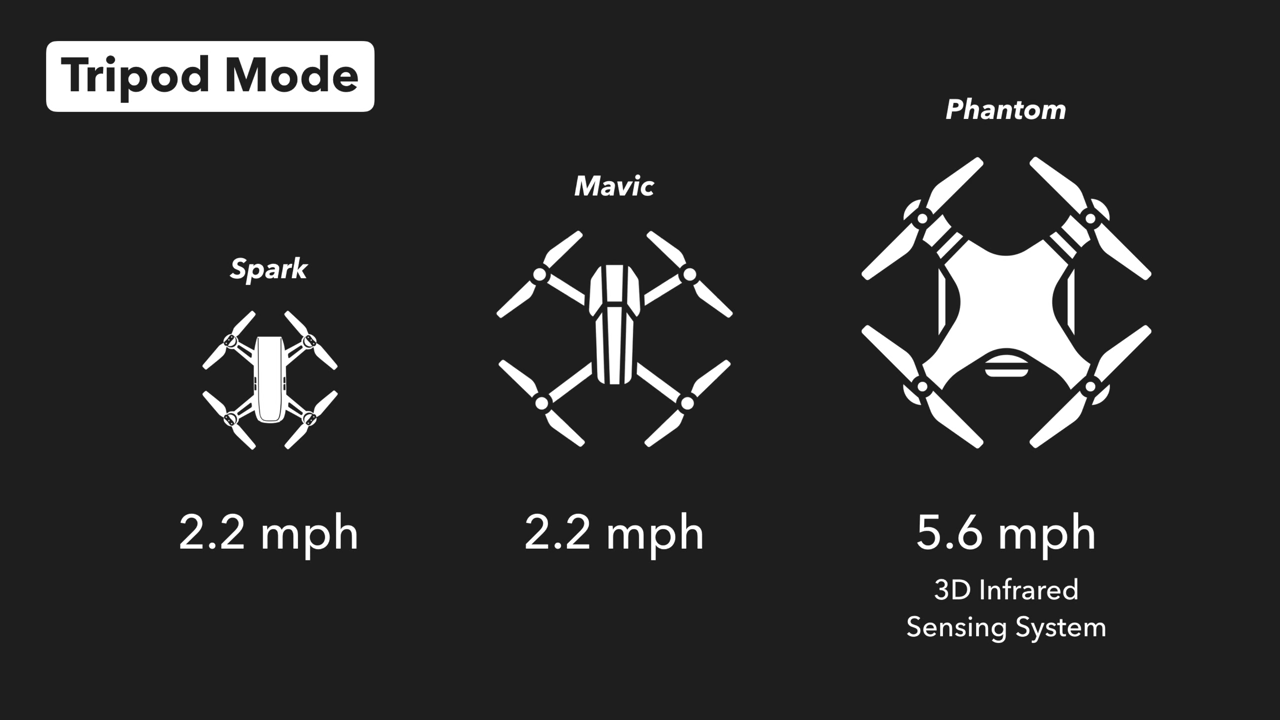 Tripod Mode
Spark
Mavic
Phantom
2.2 mph
2.2 mph
5.6 mph
3D Infrared
Sensing System